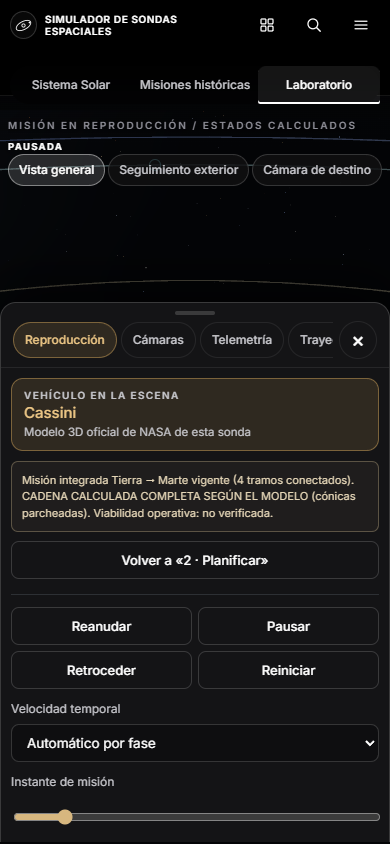 SIMULADOR DE SONDAS
ESPACIALES
Sistema Solar Misiones históricas Laboratorio
MISIÓN EN REPRODUCCIÓN / ESTADOS CALCULADOS
PAUSADA
Vista general Seguimiento exterior Cámara de destino
Reproducción Cámaras Telemetría Traye ×
VEHÍCULO EN LA ESCENA
Cassini
Modelo 3D oficial de NASA de esta sonda
Misión integrada Tierra → Marte vigente (4 tramos conectados).
CADENA CALCULADA COMPLETA SEGÚN EL MODELO (cónicas
parcheadas). Viabilidad operativa: no verificada.
Volver a «2 · Planificar»
Reanudar Pausar
Retroceder Reiniciar
Velocidad temporal
Automático por fase
Instante de misión